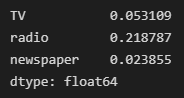 TV 0.053109
radio 0.218787
newspaper 0.023855
dtype: float64